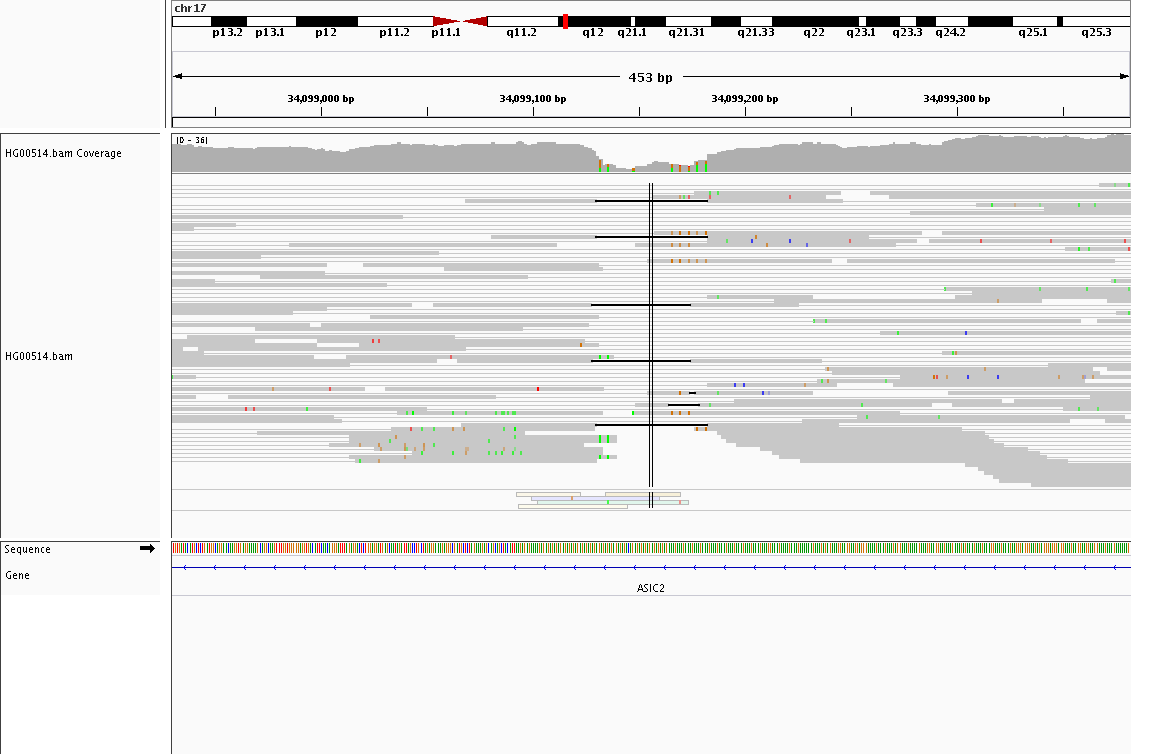 chr17
p13.2 p13.1 p12 p11.2 p11.1 q11.2 q12 q21.1 q21.31 q21.33 q22 q23.1 q23.3 q24.2 q25.1 q25.3
453 bp
34,099,000 bp 34,099,100 bp 34,099,200 bp 34,099,300 bp
[0 - 36]
HG00514.bam Coverage
HG00514.bam
Sequence
Gene
ASIC2